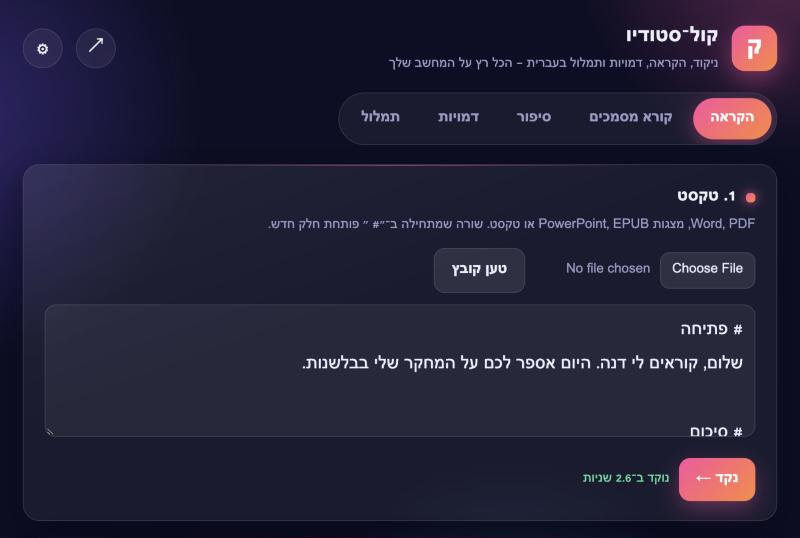 ק
קול־סטודיו
ניקוד, הקראה, דמויות ותמלול בעברית – הכל רץ על המחשב שלך
הקראה
קורא מסמכים
סיפור
דמויות
תמלול
1. טקסט
Word, PDF, מצגות PowerPoint, EPUB או טקסט. שורה שמתחילה ב־״# ״ פותחת חלק חדש.
Choose File No file chosen
טען קובץ
# פתיחה
שלום, קוראים לי דנה. היום אספר לכם על המחקר שלי בבלשנות.
# סיכום
נקד ←
נוקד ב־2.6 שניות